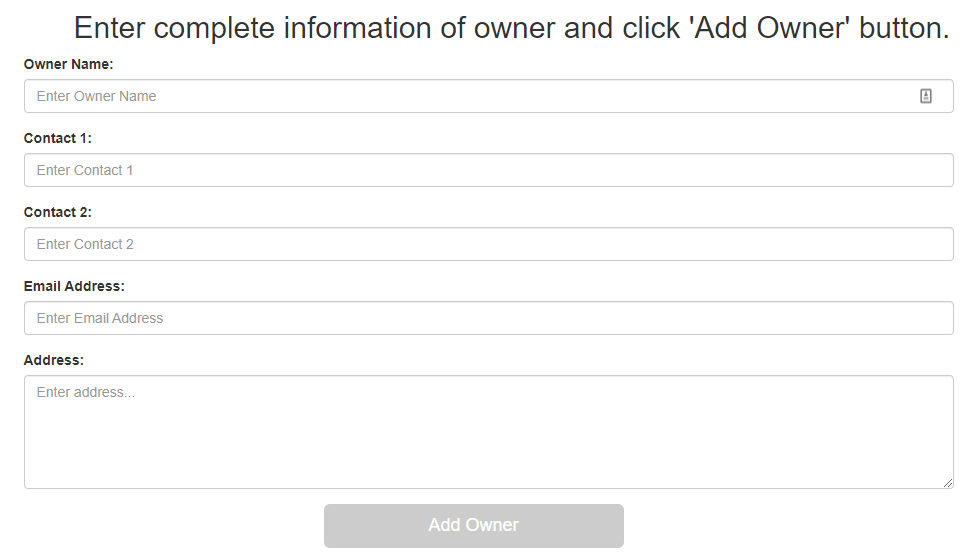 Enter complete information of owner and click 'Add Owner' button.
Owner Name:
Enter Owner Name
Contact 1:
Enter Contact 1
Contact 2:
Enter Contact 2
Email Address:
Enter Email Address
Address:
Enter address...
Add Owner